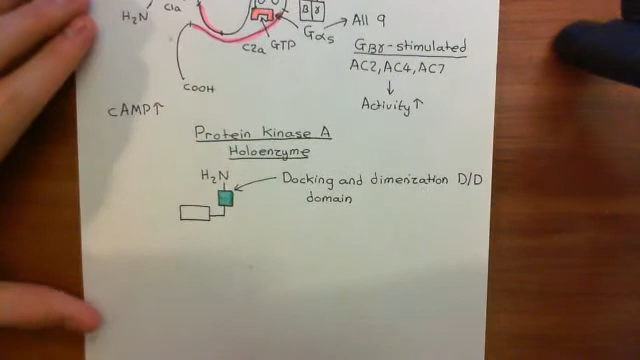 C1a
H₂N
B γ
All 9
Gαs
C2a GTP
GBγ-stimulated
AC2, AC4, AC7
COOH
Activity↑
cAMP↑
Protein Kinase A
Holoenzyme
H₂N
Docking and dimerization D/D
domain